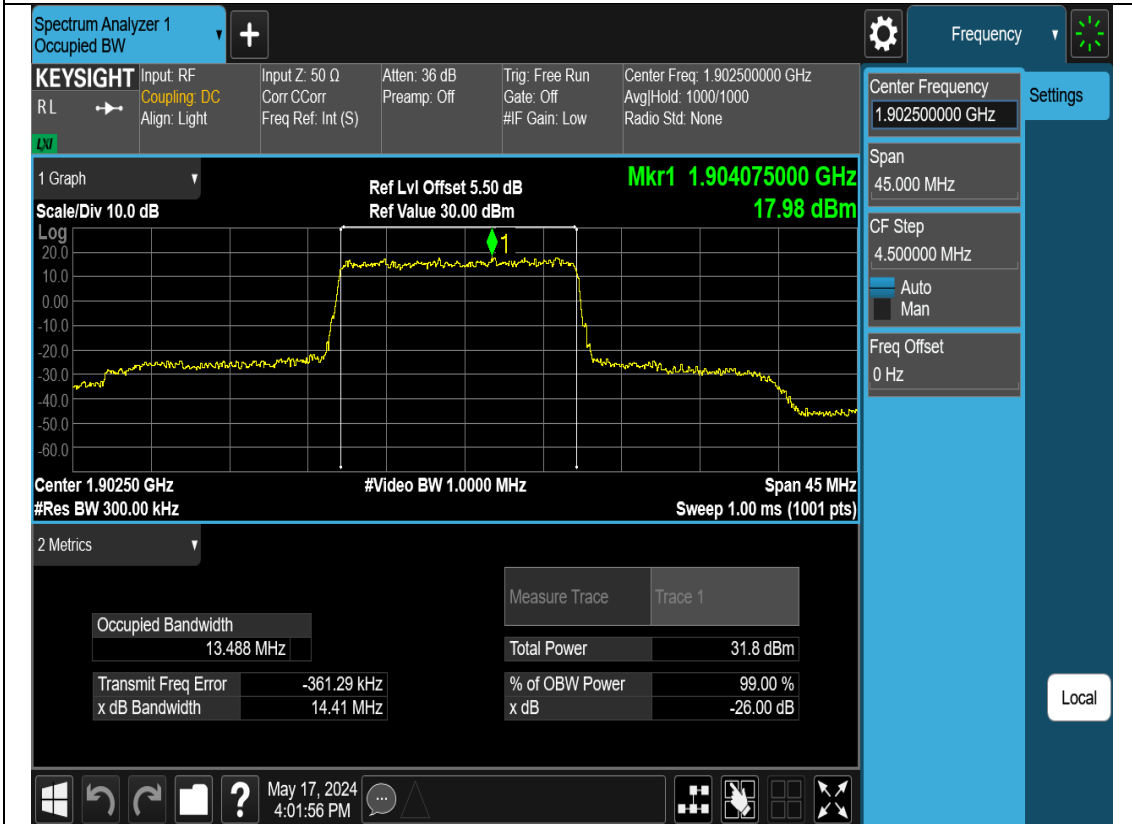 Spectrum Analyzer 1
Occupied BW
Frequency
KEYSIGHT
R L
LXI
Input: RF
Coupling: DC
Align: Light
Input Z: 50 Ω
Corr CCorr
Freq Ref: Int (S)
Atten: 36 dB
Preamp: Off
Trig: Free Run
Gate: Off
#IF Gain: Low
Center Freq: 1.902500000 GHz
Avg|Hold: 1000/1000
Radio Std: None
Center Frequency
1.902500000 GHz
Settings
Span
45.000 MHz
CF Step
4.500000 MHz
Auto
Man
Freq Offset
0 Hz
Local
1 Graph
Scale/Div 10.0 dB
Ref Lvl Offset 5.50 dB
Ref Value 30.00 dBm
Mkr1 1.904075000 GHz
17.98 dBm
Log
1
20.0
10.0
0.00
-10.0
-20.0
-30.0
-40.0
-50.0
-60.0
Center 1.90250 GHz
#Video BW 1.0000 MHz
Span 45 MHz
#Res BW 300.00 kHz
Sweep 1.00 ms (1001 pts)
2 Metrics
Measure Trace Trace 1
Occupied Bandwidth
13.488 MHz
Total Power 31.8 dBm
Transmit Freq Error -361.29 kHz
% of OBW Power 99.00 %
x dB Bandwidth 14.41 MHz
x dB -26.00 dB
?
May 17, 2024
4:01:56 PM